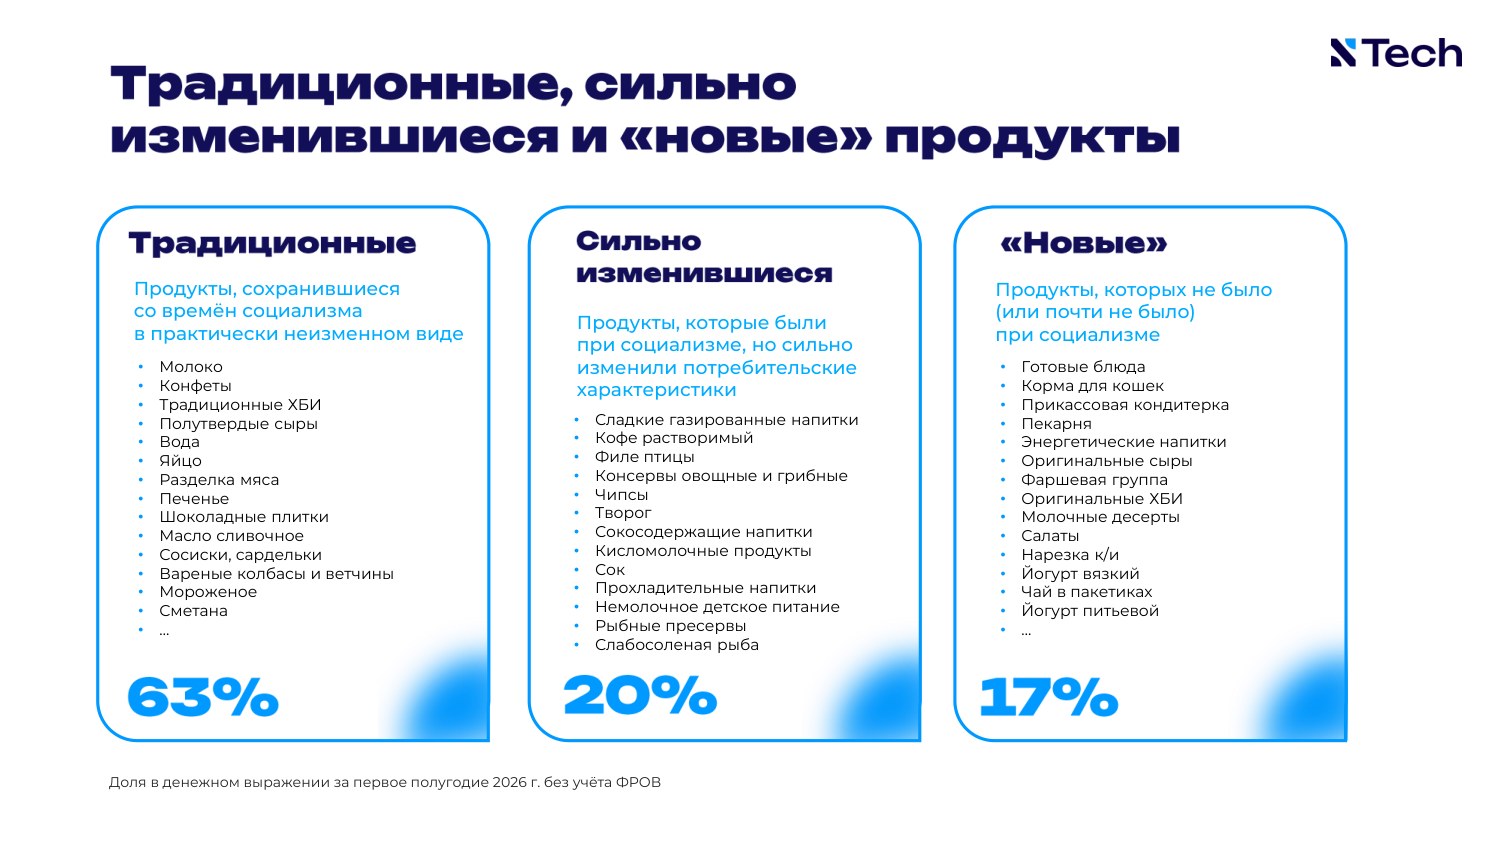 Tech
Традиционные, сильно
изменившиеся и «новые» продукты
Традиционные
Продукты, сохранившиеся
со времён социализма
в практически неизменном виде
• Молоко
• Конфеты
• Традиционные ХБИ
• Полутвердые сыры
• Вода
• Яйцо
• Разделка мяса
• Печенье
• Шоколадные плитки
• Масло сливочное
• Сосиски, сардельки
• Вареные колбасы и ветчины
• Мороженое
• Сметана
• ...
63%
Сильно
изменившиеся
Продукты, которые были
при социализме, но сильно
изменили потребительские
характеристики
• Сладкие газированные напитки
• Кофе растворимый
• Филе птицы
• Консервы овощные и грибные
• Чипсы
• Творог
• Сокосодержащие напитки
• Кисломолочные продукты
• Сок
• Прохладительные напитки
• Немолочное детское питание
• Рыбные пресервы
• Слабосоленая рыба
20%
«Новые»
Продукты, которых не было
(или почти не было)
при социализме
• Готовые блюда
• Корма для кошек
• Прикассовая кондитерка
• Пекарня
• Энергетические напитки
• Оригинальные сыры
• Фаршевая группа
• Оригинальные ХБИ
• Молочные десерты
• Салаты
• Нарезка к/и
• Йогурт вязкий
• Чай в пакетиках
• Йогурт питьевой
• ...
17%
Доля в денежном выражении за первое полугодие 2026 г. без учёта ФРОВ